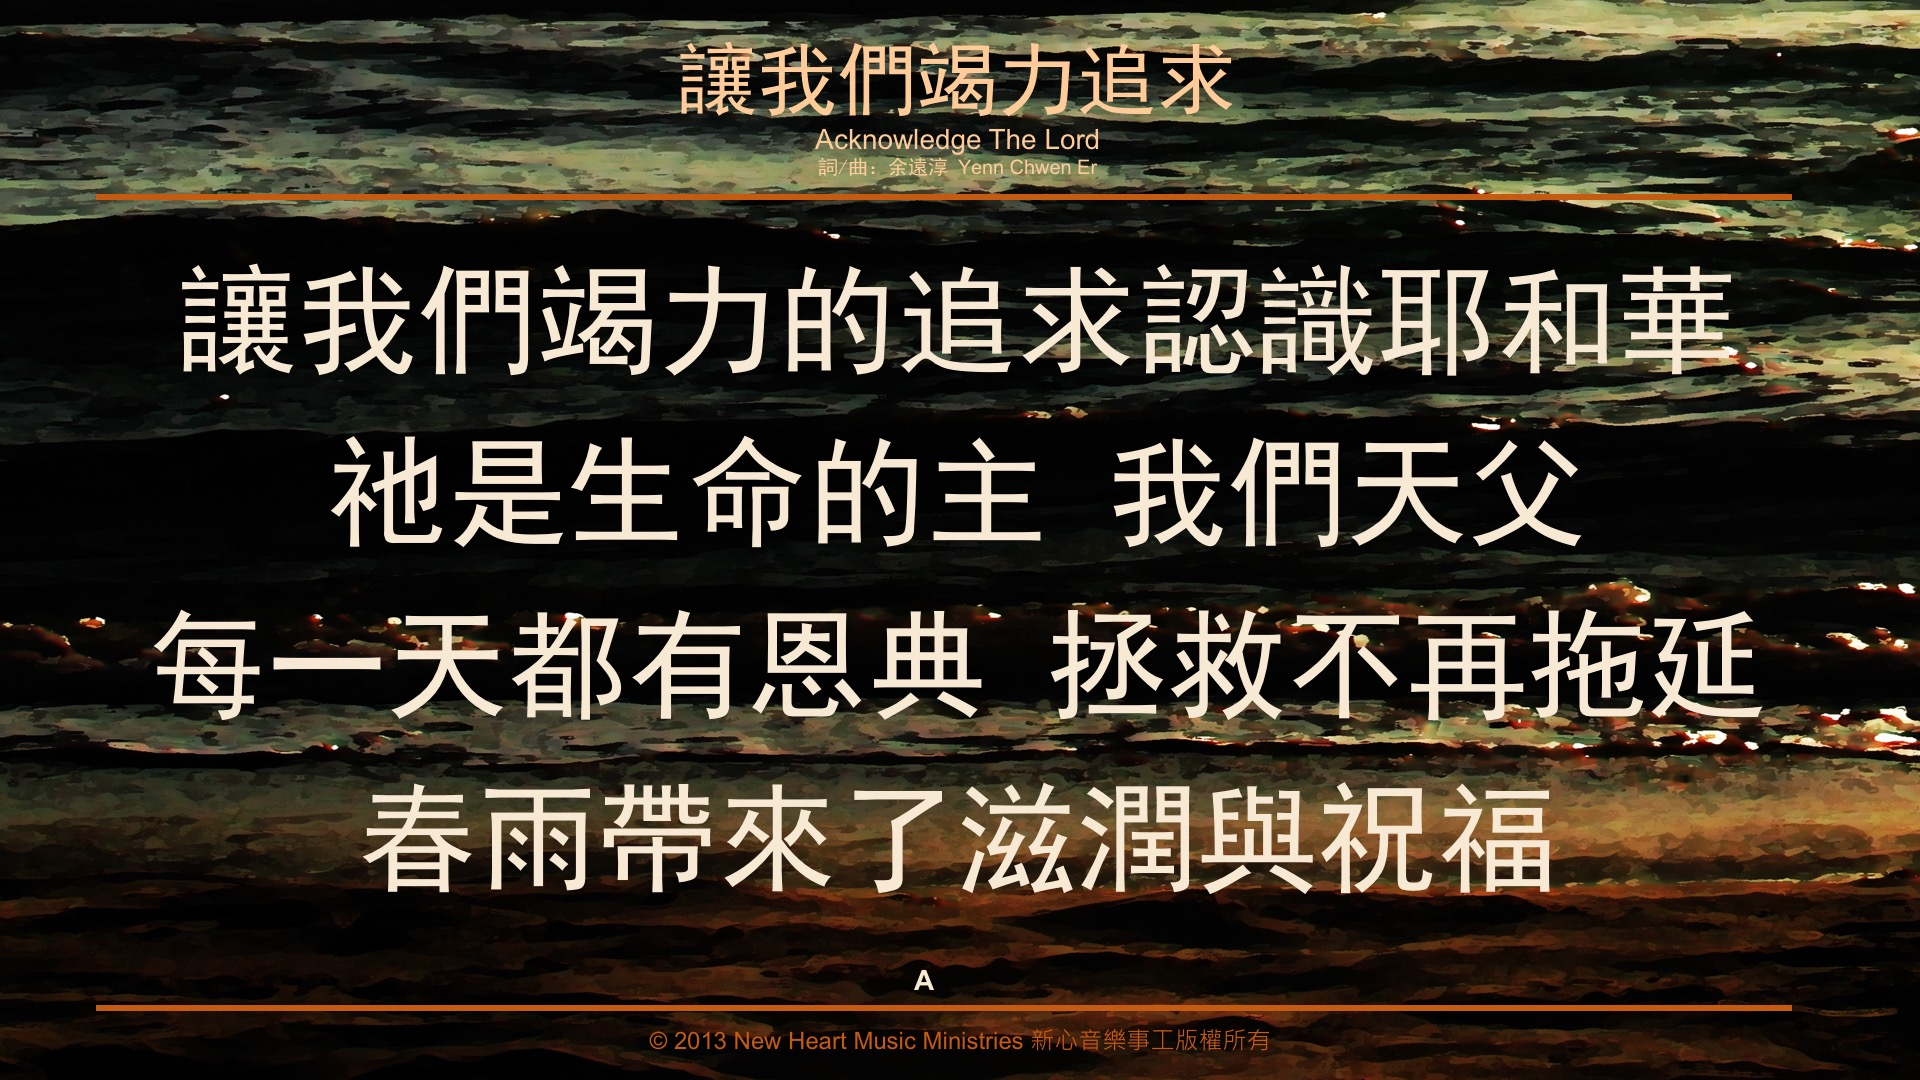 讓我們竭力追求
Acknowledge The Lord
詞/曲：余遠淳 Yenn Chwen Er
讓我們竭力的追求認識耶和華
祂是生命的主 我們天父
每一天都有恩典 拯救不再拖延
春雨帶來了滋潤與祝福
A
© 2013 New Heart Music Ministries 新心音樂事工版權所有